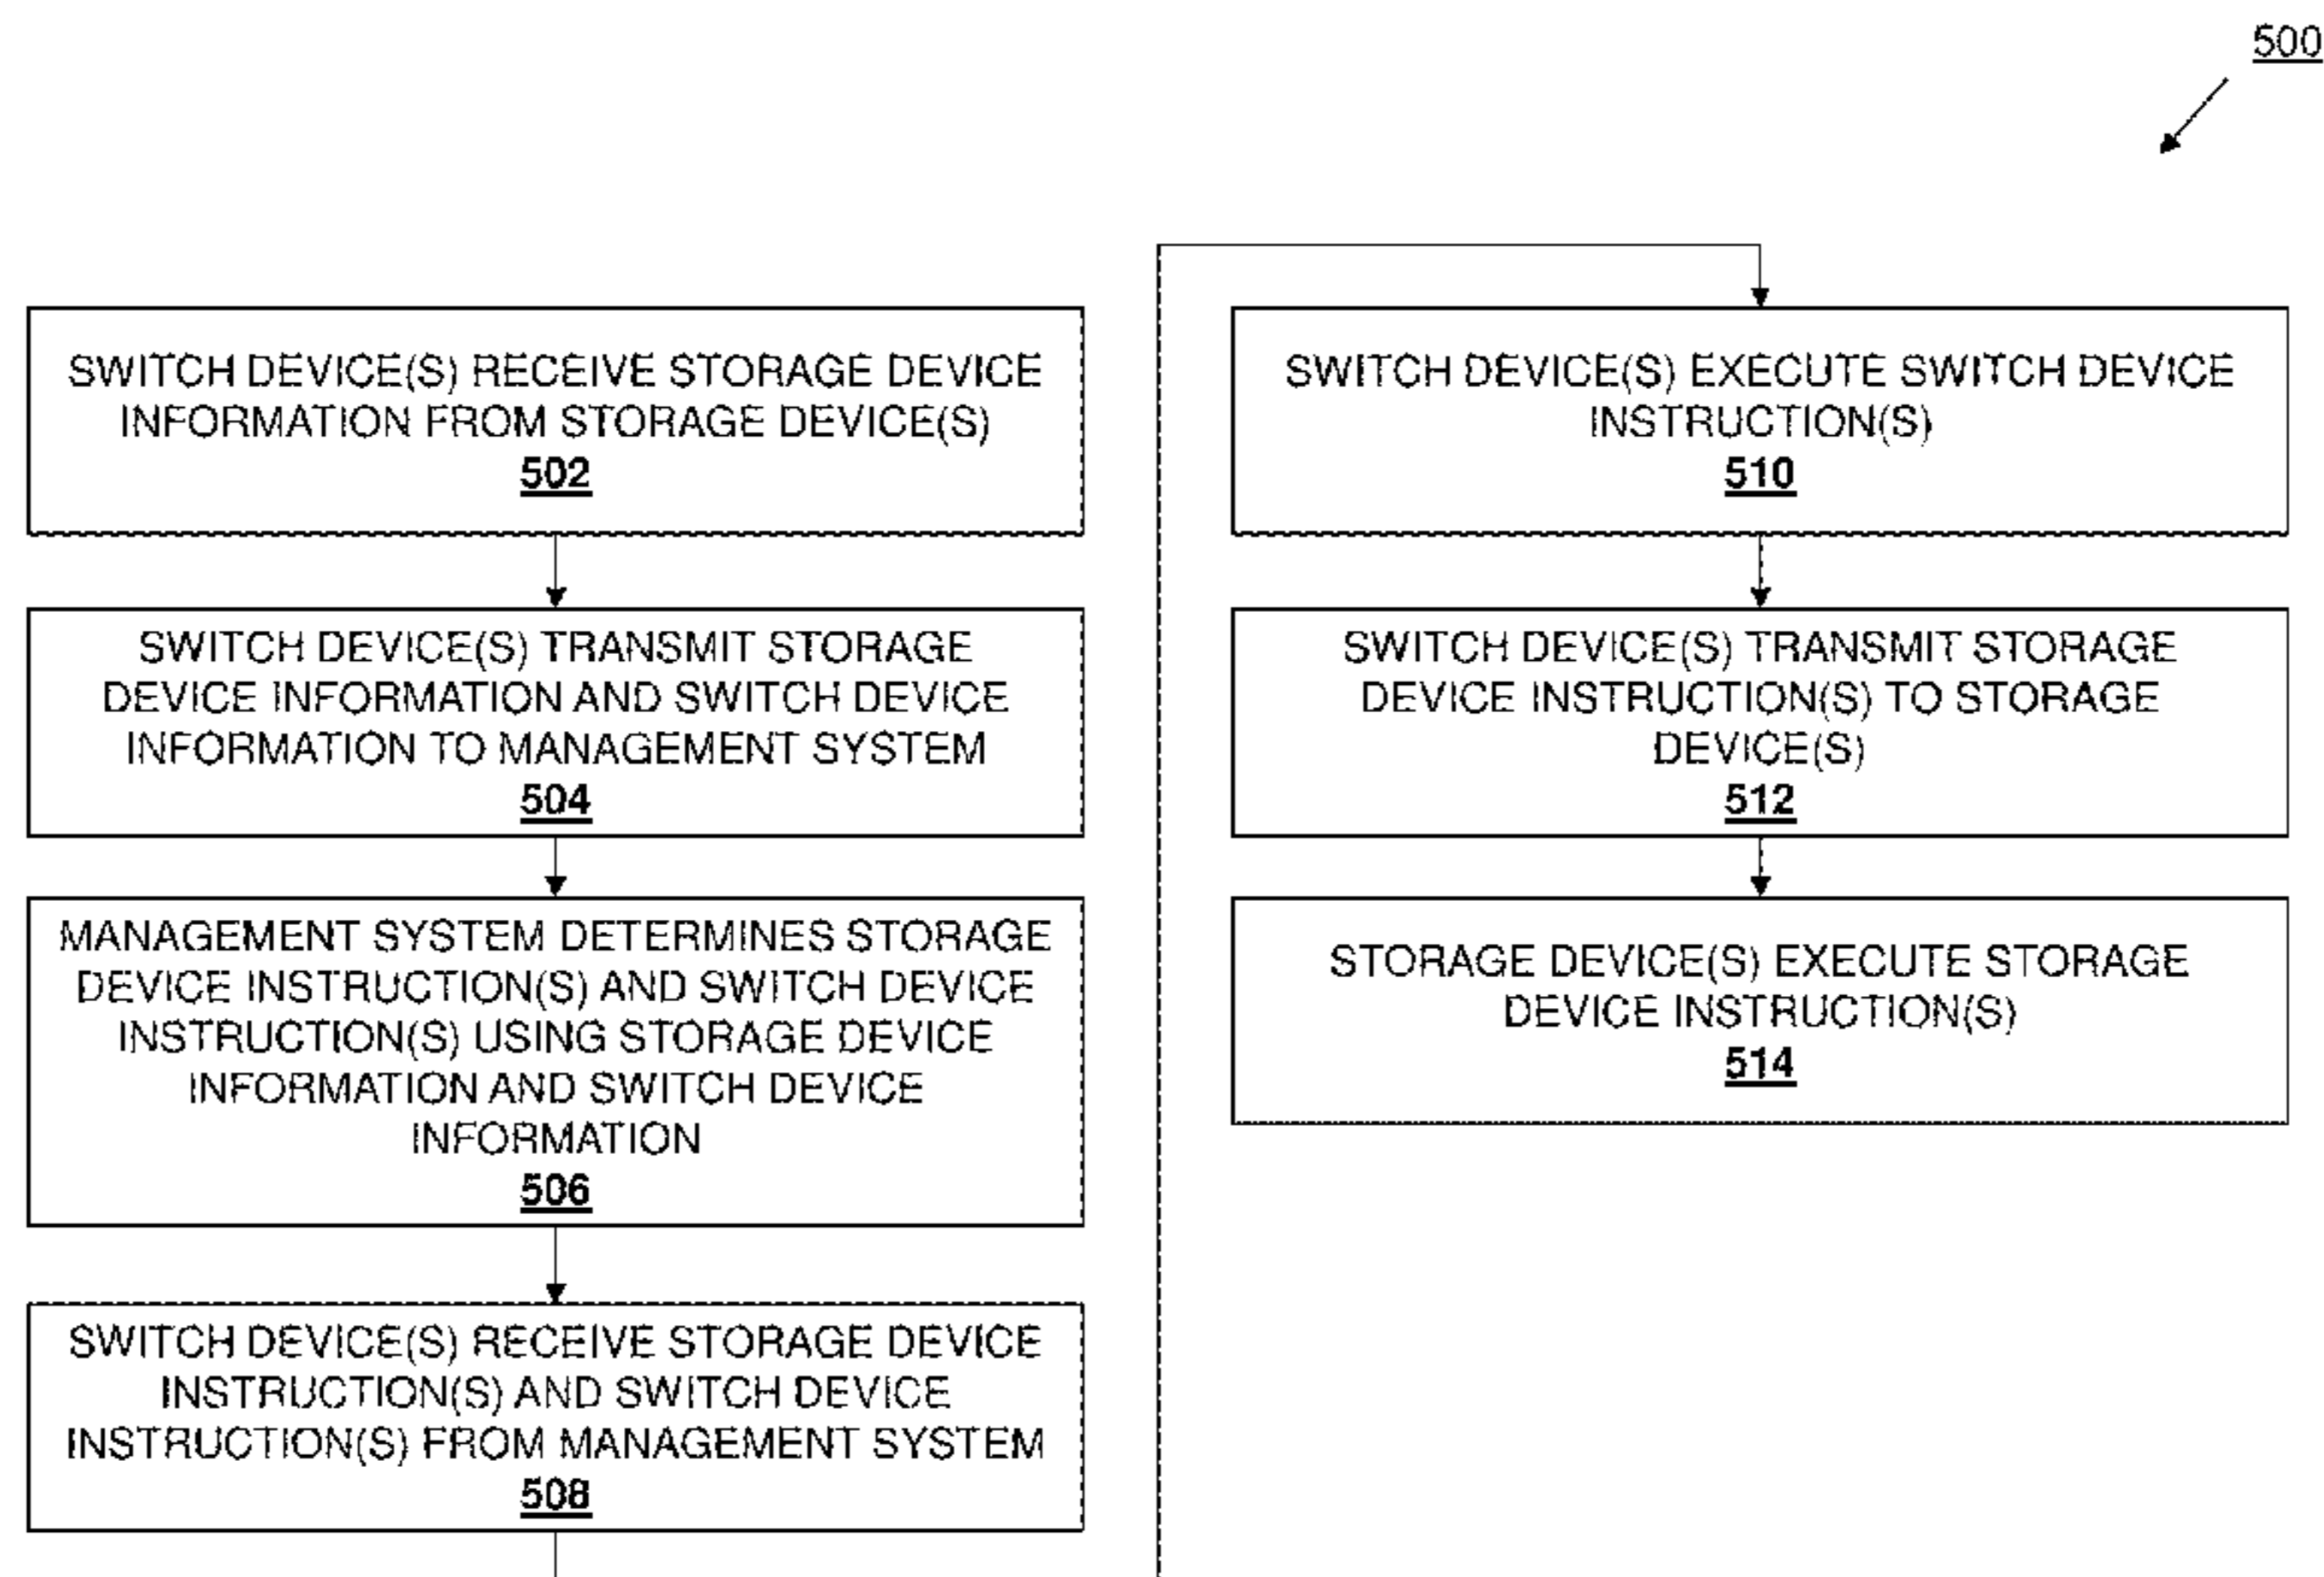 500
SWITCH DEVICE(S) RECEIVE STORAGE DEVICE
INFORMATION FROM STORAGE DEVICE(S)
502
SWITCH DEVICE(S) TRANSMIT STORAGE
DEVICE INFORMATION AND SWITCH DEVICE
INFORMATION TO MANAGEMENT SYSTEM
504
MANAGEMENT SYSTEM DETERMINES STORAGE
DEVICE INSTRUCTION(S) AND SWITCH DEVICE
INSTRUCTION(S) USING STORAGE DEVICE
INFORMATION AND SWITCH DEVICE
INFORMATION
506
SWITCH DEVICE(S) RECEIVE STORAGE DEVICE
INSTRUCTION(S) AND SWITCH DEVICE
INSTRUCTION(S) FROM MANAGEMENT SYSTEM
508
SWITCH DEVICE(S) EXECUTE SWITCH DEVICE
INSTRUCTION(S)
510
SWITCH DEVICE(S) TRANSMIT STORAGE
DEVICE INSTRUCTION(S) TO STORAGE
DEVICE(S)
512
STORAGE DEVICE(S) EXECUTE STORAGE
DEVICE INSTRUCTION(S)
514